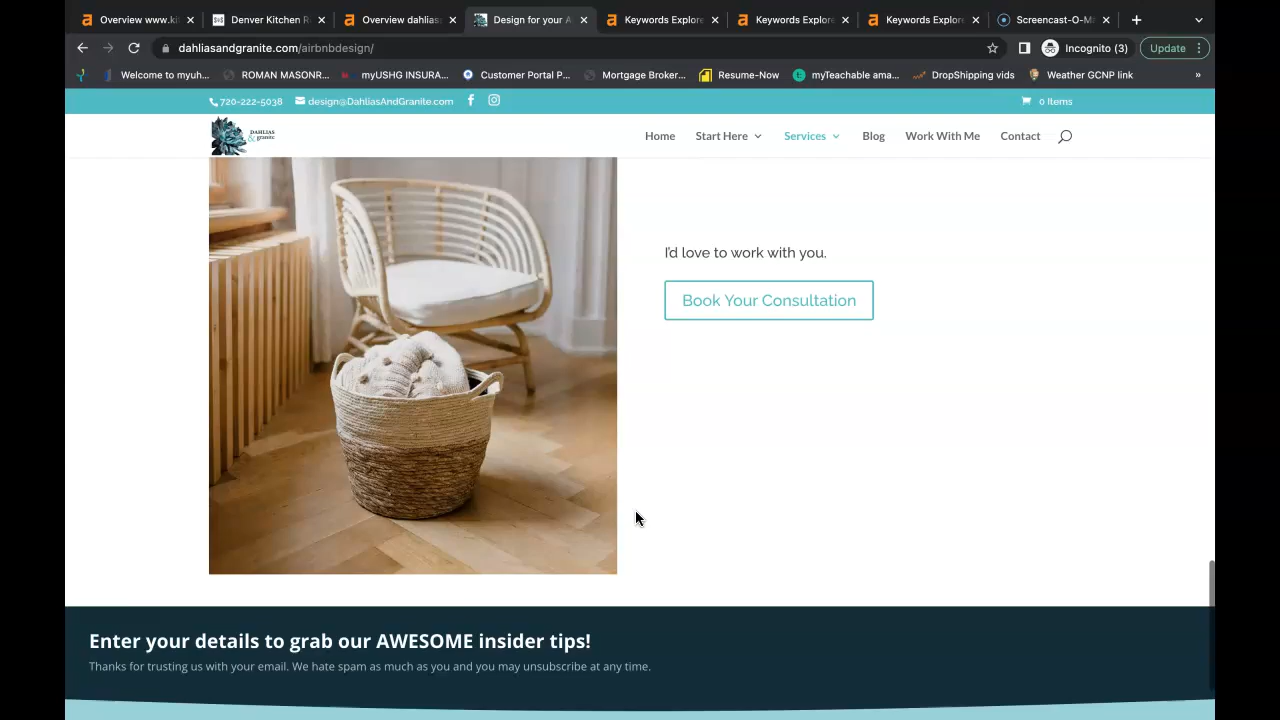 Overview www.ki
Denver Kitchen R
Overview dahlias
Design for your A
Keywords Explore
Keywords Explore
Keywords Explore
Screencast-O-M
dahliasandgranite.com/airbnbdesign/
Incognito (3)
Update
Welcome to myuh...
ROMAN MASONR...
myUSHG INSURA...
Customer Portal P...
Mortgage Broker...
Resume-Now
myTeachable ama...
DropShipping vids
Weather GCNP link
»
720-222-5038
design@DahliasAndGranite.com
0 Items
DAHLIAS
& granite
Home
Start Here
Services
Blog
Work With Me
Contact
I'd love to work with you.
Book Your Consultation
Enter your details to grab our AWESOME insider tips!
Thanks for trusting us with your email. We hate spam as much as you and you may unsubscribe at any time.